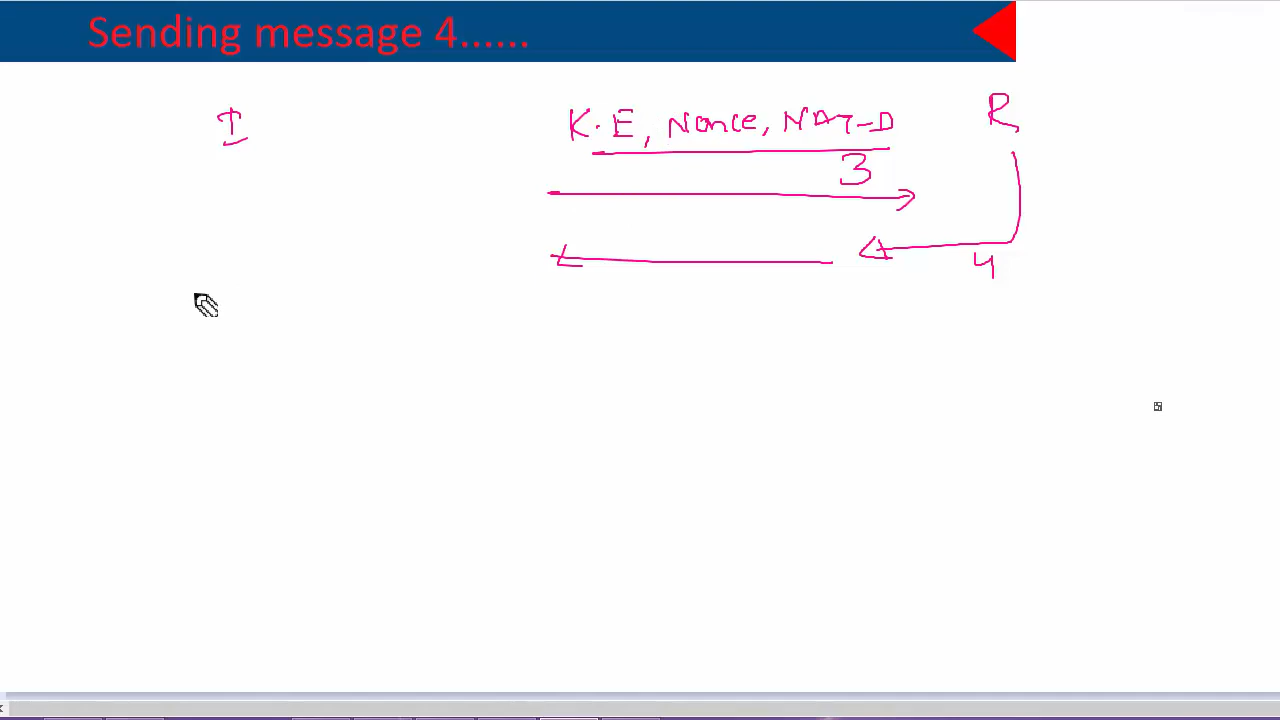 Sending message 4......
I K.E, Nonce, NAT-D R
3
4